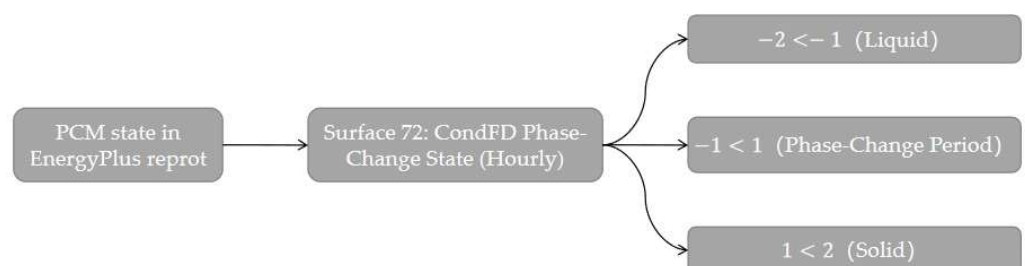 −2 <− 1 (Liquid)
PCM state in
EnergyPlus reprot
Surface 72: CondFD Phase-
Change State (Hourly)
−1 < 1 (Phase-Change Period)
1 < 2 (Solid)